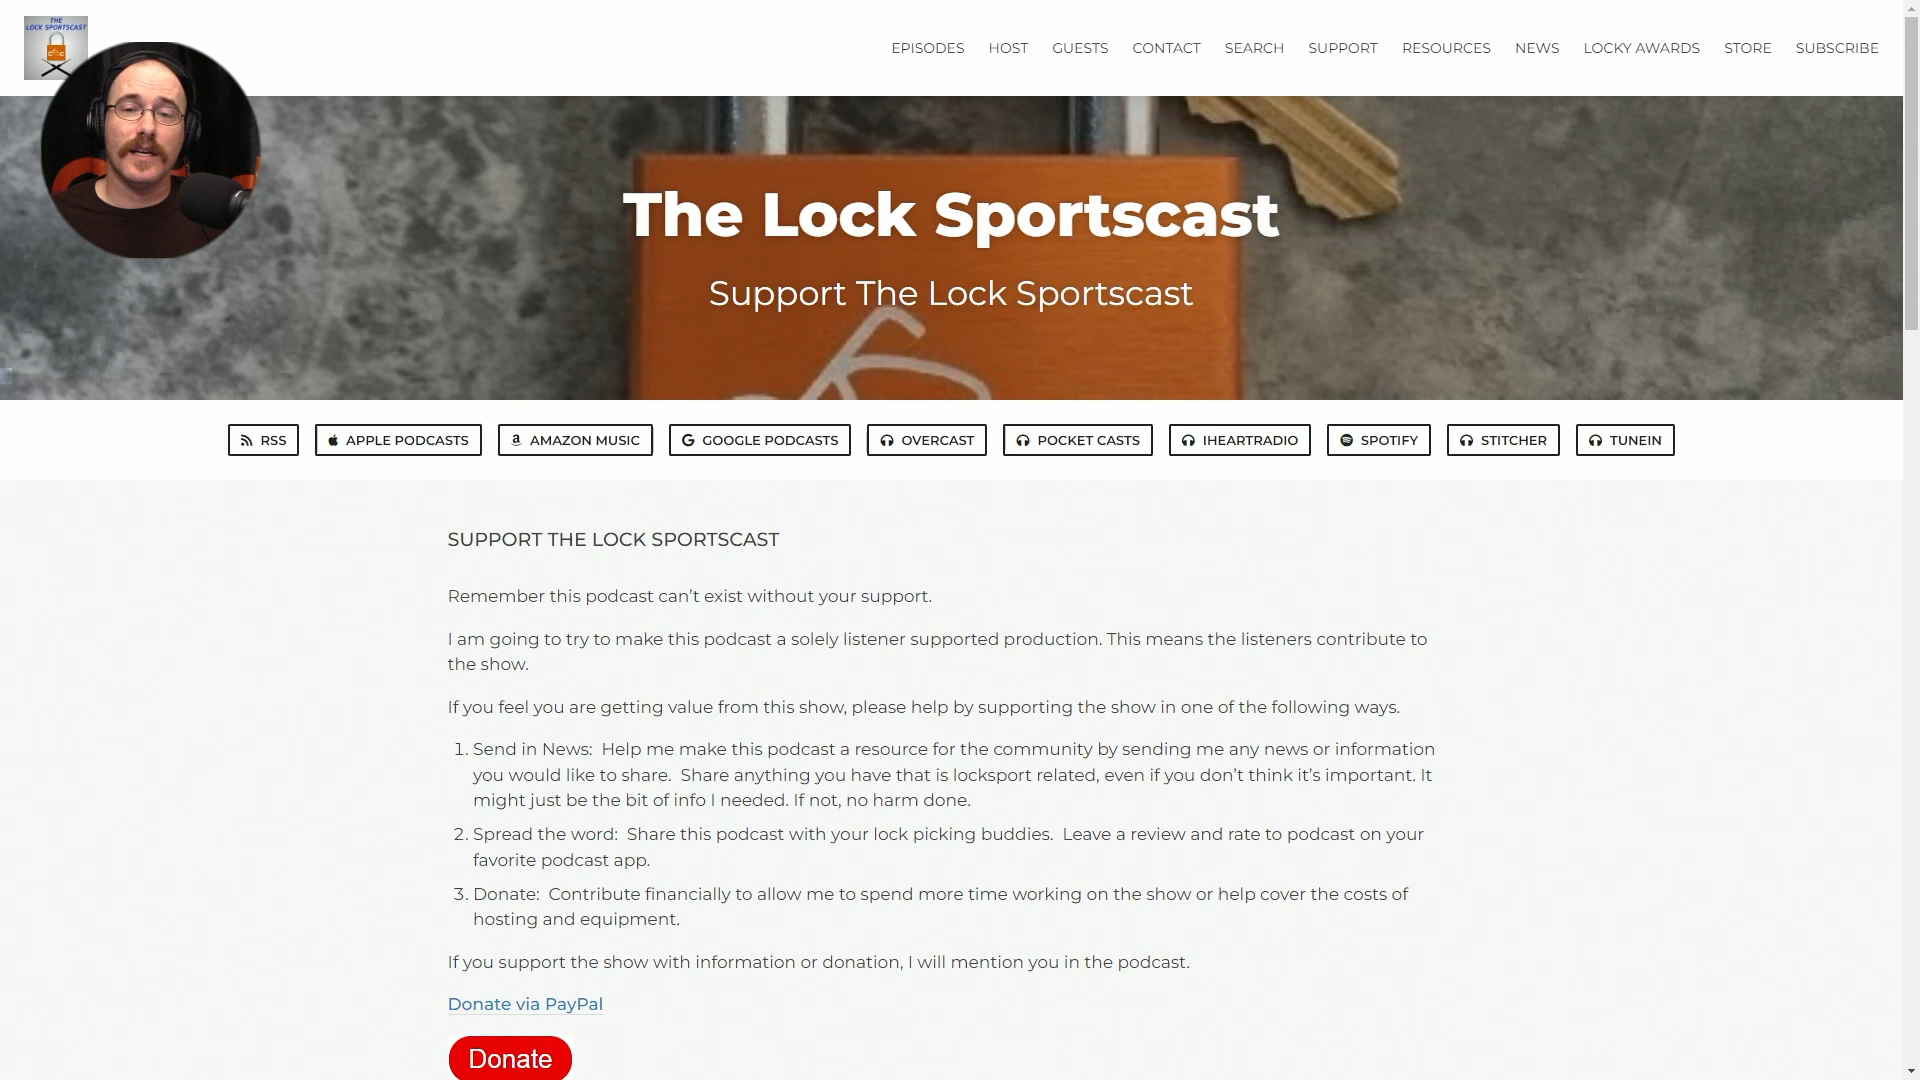 THE
LOCK SPORTSCAST
EPISODES HOST GUESTS CONTACT SEARCH SUPPORT RESOURCES NEWS LOCKY AWARDS STORE SUBSCRIBE
The Lock Sportscast
Support The Lock Sportscast
RSS APPLE PODCASTS AMAZON MUSIC GOOGLE PODCASTS OVERCAST POCKET CASTS IHEARTRADIO SPOTIFY STITCHER TUNEIN
SUPPORT THE LOCK SPORTSCAST
Remember this podcast can’t exist without your support.
I am going to try to make this podcast a solely listener supported production. This means the listeners contribute to
the show.
If you feel you are getting value from this show, please help by supporting the show in one of the following ways.
1. Send in News: Help me make this podcast a resource for the community by sending me any news or information
you would like to share. Share anything you have that is locksport related, even if you don’t think it’s important. It
might just be the bit of info I needed. If not, no harm done.
2. Spread the word: Share this podcast with your lock picking buddies. Leave a review and rate to podcast on your
favorite podcast app.
3. Donate: Contribute financially to allow me to spend more time working on the show or help cover the costs of
hosting and equipment.
If you support the show with information or donation, I will mention you in the podcast.
Donate via PayPal
Donate